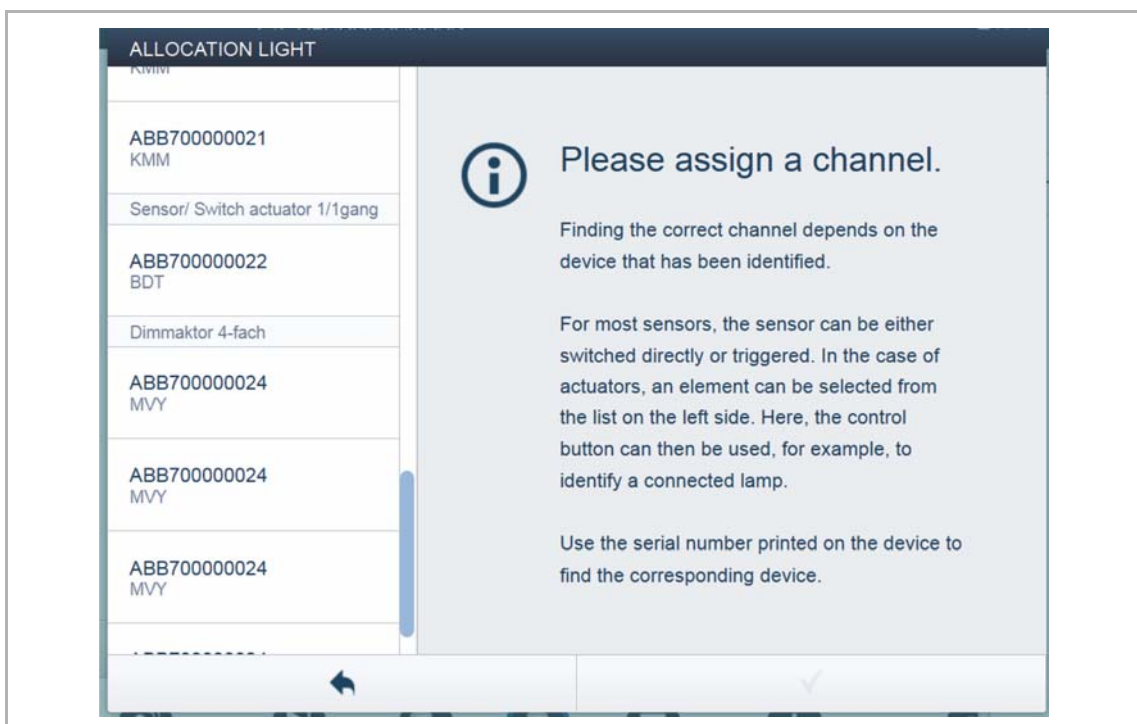 ALLOCATION LIGHT
KMM
ABB700000021
KMM
Sensor/ Switch actuator 1/1gang
ABB700000022
BDT
Dimmaktor 4-fach
ABB700000024
MVY
ABB700000024
MVY
ABB700000024
MVY
Please assign a channel.
Finding the correct channel depends on the
device that has been identified.
For most sensors, the sensor can be either
switched directly or triggered. In the case of
actuators, an element can be selected from
the list on the left side. Here, the control
button can then be used, for example, to
identify a connected lamp.
Use the serial number printed on the device to
find the corresponding device.